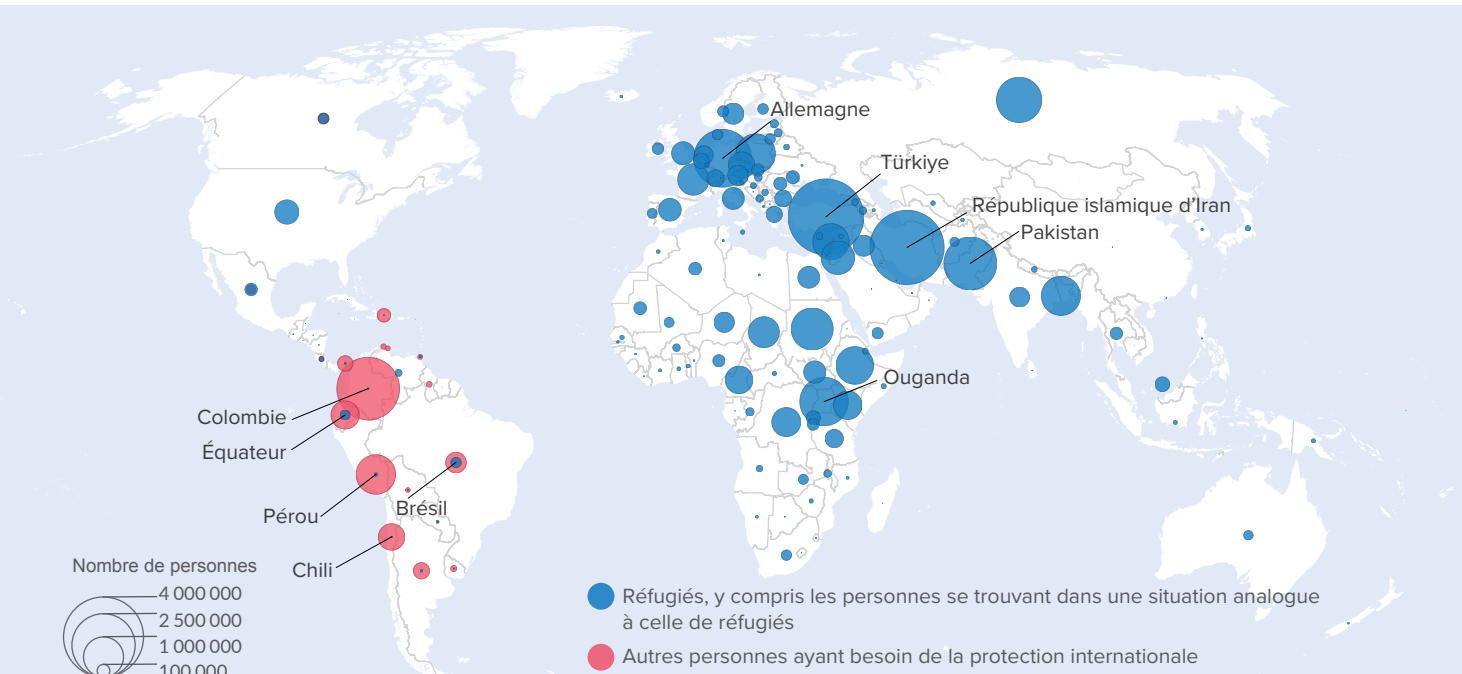 Allemagne
Türkiye
République islamique d’Iran
Pakistan
Ouganda
Colombie
Équateur
Pérou
Brésil
Chili
Nombre de personnes
4 000 000
2 500 000
1 000 000
100 000
Réfugiés, y compris les personnes se trouvant dans une situation analogue
à celle de réfugiés
Autres personnes ayant besoin de la protection internationale